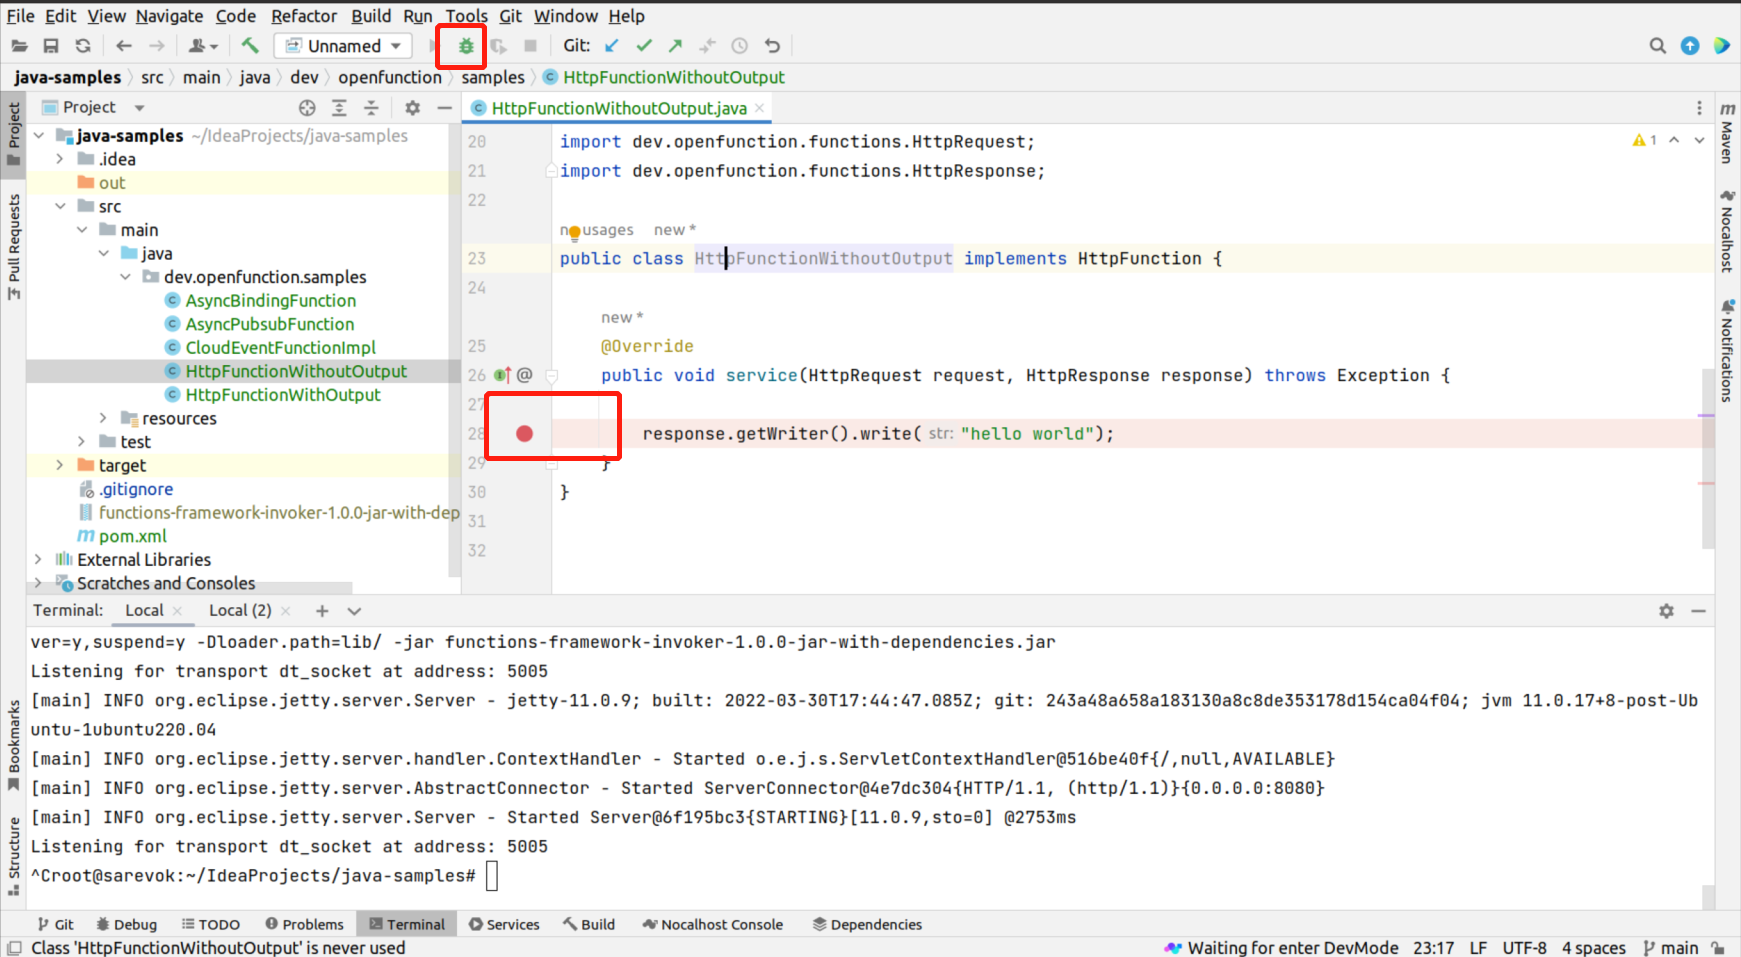 File Edit View Navigate Code Refactor Build Run Tools Git Window Help
Unnamed Git:
java-samples src main java dev openfunction samples HttpFunctionWithoutOutput
Project
HttpFunctionWithoutOutput.java
java-samples ~/IdeaProjects/java-samples
.idea
out
src
main
java
dev.openfunction.samples
AsyncBindingFunction
AsyncPubsubFunction
CloudEventFunctionImpl
HttpFunctionWithoutOutput
HttpFunctionWithOutput
resources
test
target
.gitignore
functions-framework-invoker-1.0.0-jar-with-dep
pom.xml
External Libraries
Scratches and Consoles
20 import dev.openfunction.functions.HttpRequest;
21 import dev.openfunction.functions.HttpResponse;
22
usages new *
23 public class HttpFunctionWithoutOutput implements HttpFunction {
24
new *
25 @Override
26 @ public void service(HttpRequest request, HttpResponse response) throws Exception {
27
28 response.getWriter().write( str: "hello world");
29 }
30 }
31
32
1
Project
Pull Requests
Bookmarks
Structure
m Maven
Nocalhost
Notifications
Terminal: Local Local (2)
ver=y,suspend=y -Dloader.path=lib/ -jar functions-framework-invoker-1.0.0-jar-with-dependencies.jar
Listening for transport dt_socket at address: 5005
[main] INFO org.eclipse.jetty.server.Server - jetty-11.0.9; built: 2022-03-30T17:44:47.085Z; git: 243a48a658a183130a8c8de353178d154ca04f04; jvm 11.0.17+8-post-Ub
untu-1ubuntu220.04
[main] INFO org.eclipse.jetty.server.handler.ContextHandler - Started o.e.j.s.ServletContextHandler@516be40f{/,null,AVAILABLE}
[main] INFO org.eclipse.jetty.server.AbstractConnector - Started ServerConnector@4e7dc304{HTTP/1.1, (http/1.1)}{0.0.0.0:8080}
[main] INFO org.eclipse.jetty.server.Server - Started Server@6f195bc3{STARTING}[11.0.9,sto=0] @2753ms
Listening for transport dt_socket at address: 5005
^Croot@sarevok:~/IdeaProjects/java-samples#
Git Debug TODO Problems Terminal Services Build Nocalhost Console Dependencies
Class 'HttpFunctionWithoutOutput' is never used
Waiting for enter DevMode 23:17 LF UTF-8 4 spaces main